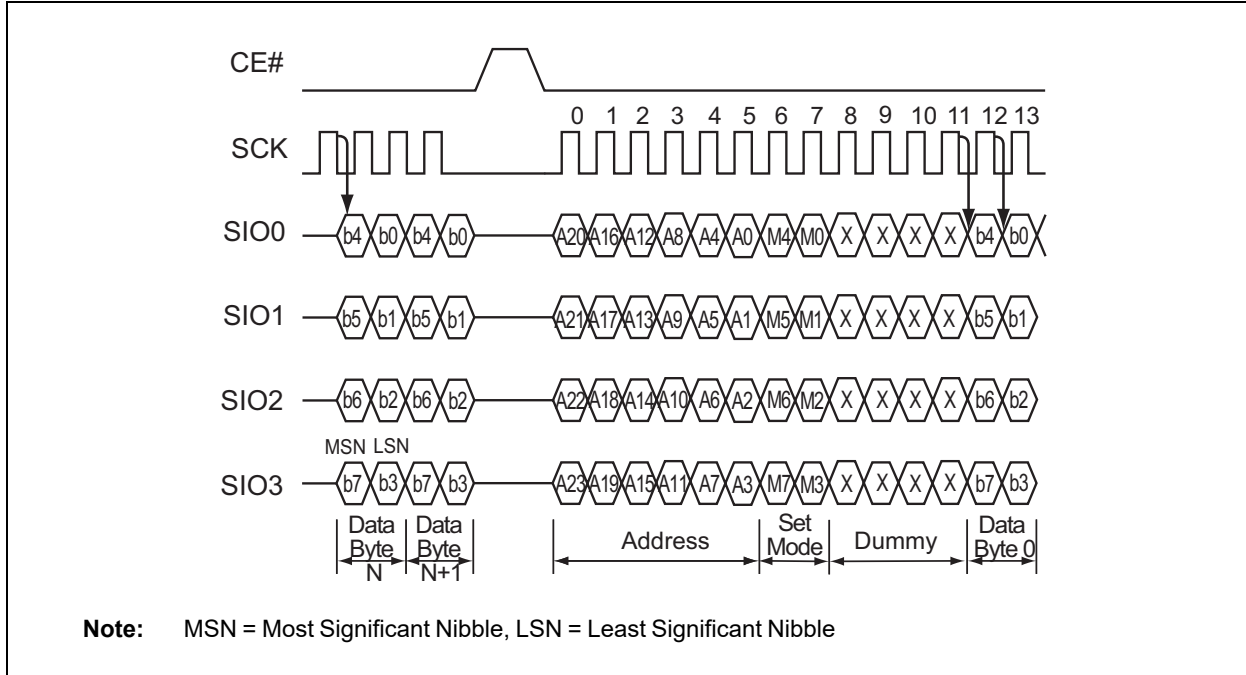 CE#
0 1 2 3 4 5 6 7 8 9 10 11 12 13
SCK
SIO0 b4 b0 b4 b0 A20 A16 A12 A8 A4 A0 M4 M0 X X X X b4 b0
SIO1 b5 b1 b5 b1 A21 A17 A13 A9 A5 A1 M5 M1 X X X X b5 b1
SIO2 b6 b2 b6 b2 A22 A18 A14 A10 A6 A2 M6 M2 X X X X b6 b2
MSN LSN
SIO3 b7 b3 b7 b3 A23 A19 A15 A11 A7 A3 M7 M3 X X X X b7 b3
Data Byte N
Data Byte N+1
Address
Set Mode
Dummy
Data Byte 0
Note: MSN = Most Significant Nibble, LSN = Least Significant Nibble